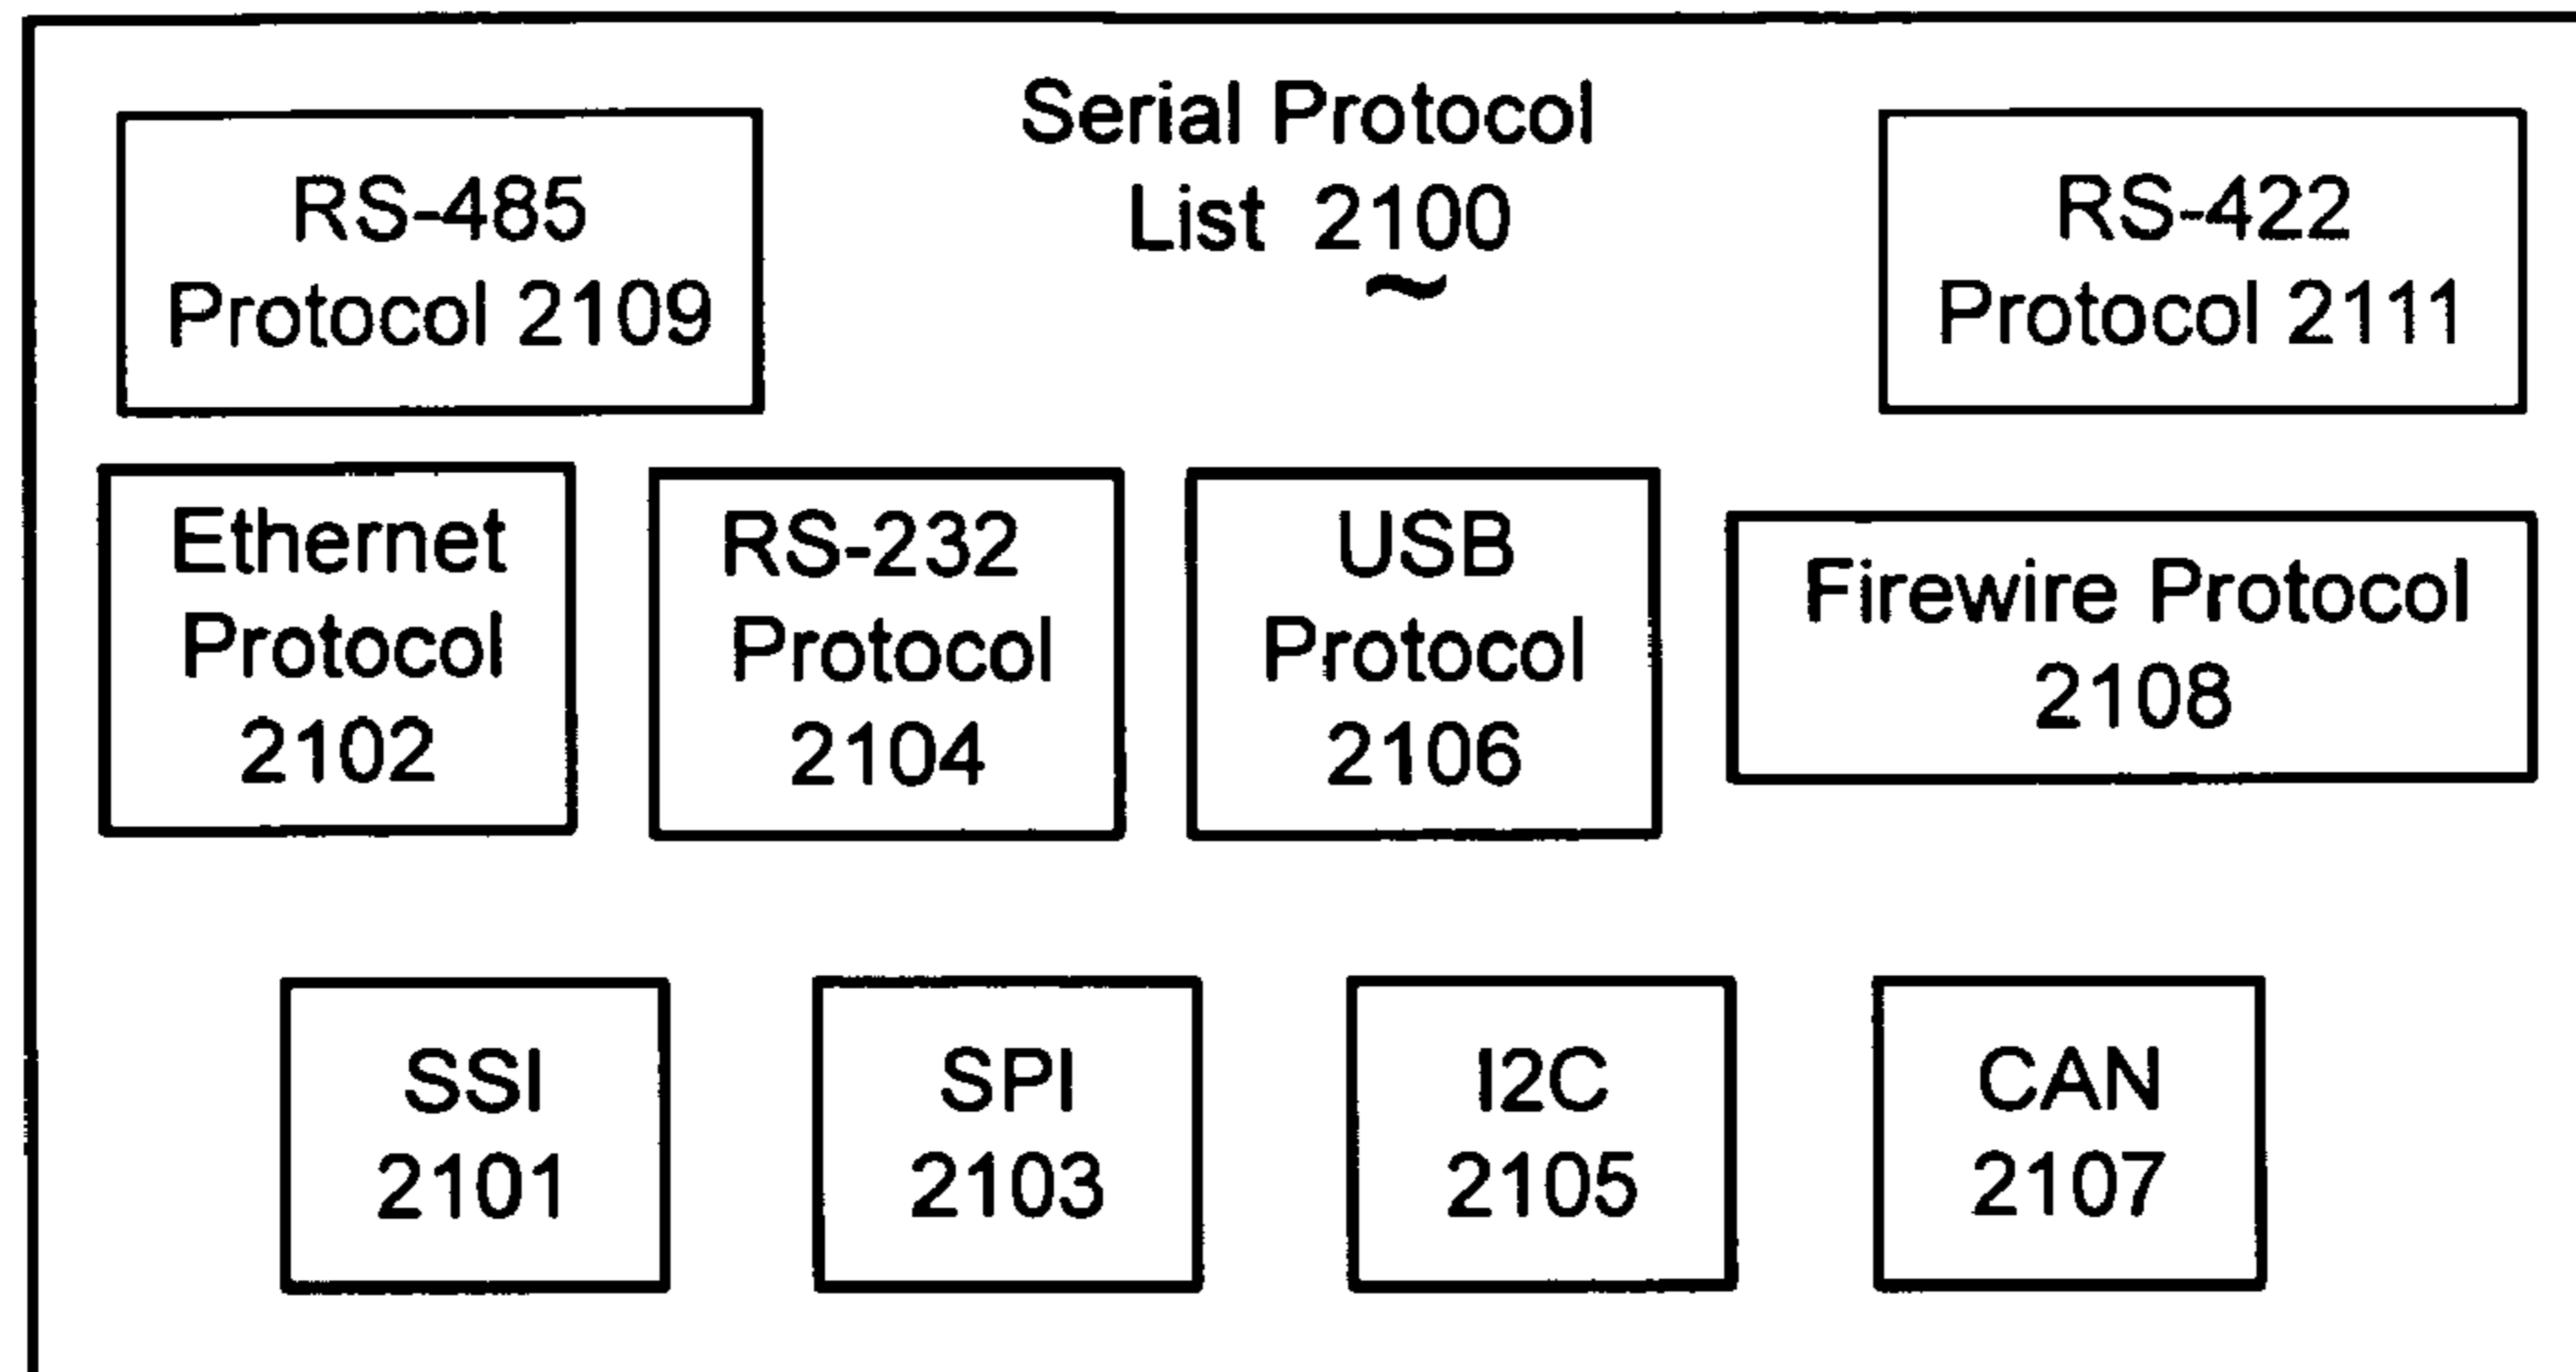 Serial Protocol
List 2100
~
RS-485
Protocol 2109
RS-422
Protocol 2111
Ethernet
Protocol
2102
RS-232
Protocol
2104
USB
Protocol
2106
Firewire Protocol
2108
SSI
2101
SPI
2103
I2C
2105
CAN
2107